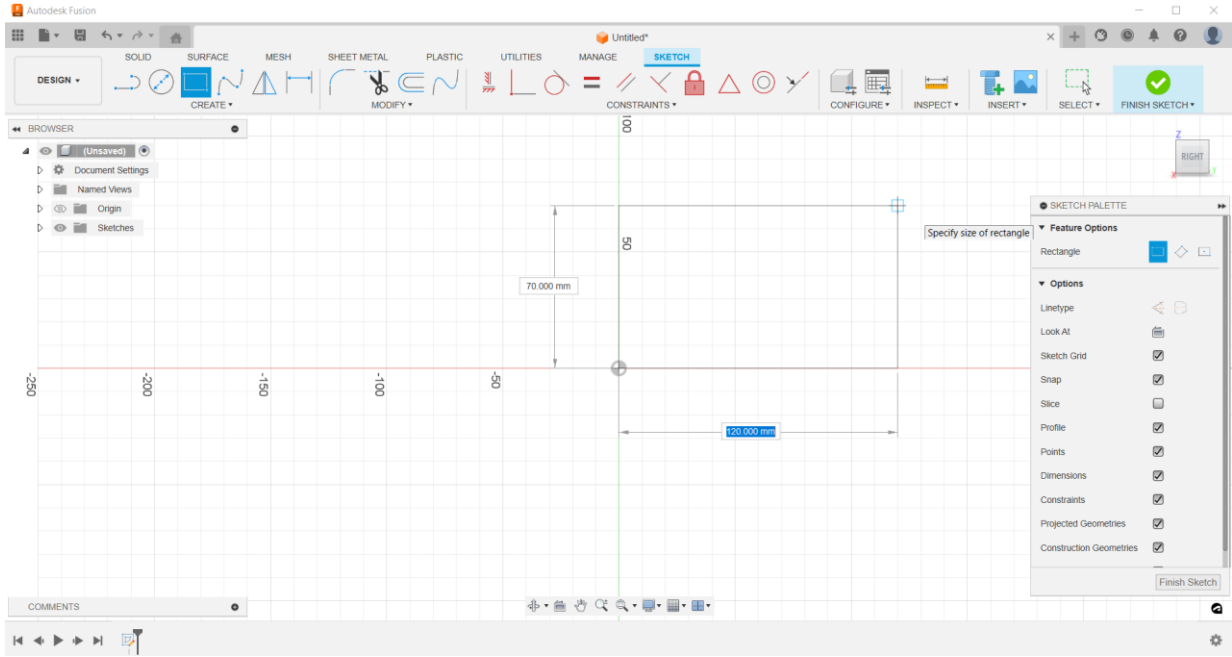 Autodesk Fusion
Untitled*
SOLID SURFACE MESH SHEET METAL PLASTIC UTILITIES MANAGE SKETCH
DESIGN
CREATE MODIFY CONSTRAINTS CONFIGURE INSPECT INSERT SELECT FINISH SKETCH
BROWSER
(Unsaved)
Document Settings
Named Views
Origin
Sketches
100
50
Z
RIGHT
X
Y
70.000 mm
Specify size of rectangle
-250
-200
-150
-100
-50
120.000 mm
SKETCH PALETTE
Feature Options
Rectangle
Options
Linetype
Look At
Sketch Grid
Snap
Slice
Profile
Points
Dimensions
Constraints
Projected Geometries
Construction Geometries
Finish Sketch
COMMENTS